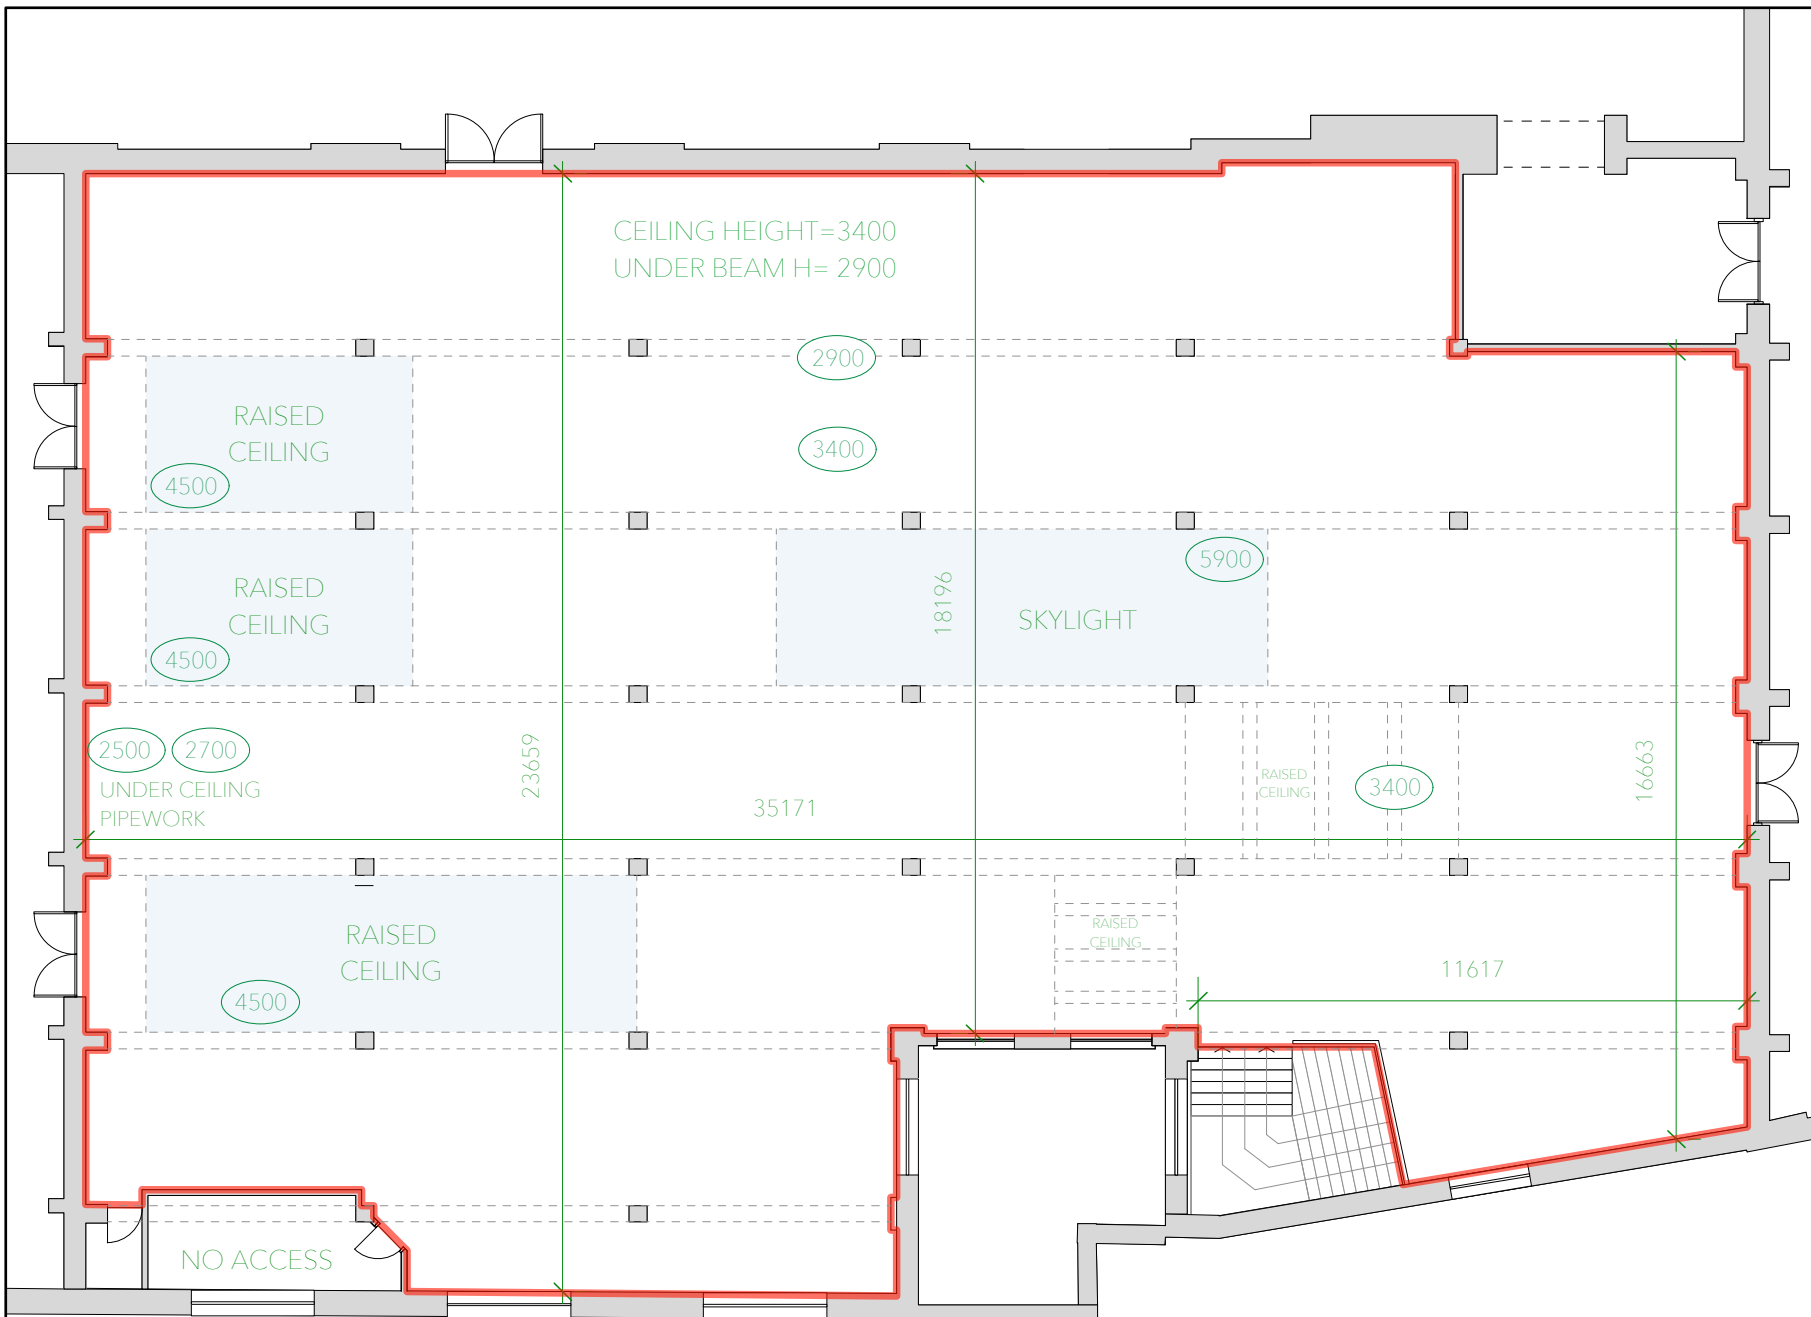 CEILING HEIGHT=3400
UNDER BEAM H= 2900
2900
RAISED
CEILING
3400
4500
5900
RAISED
CEILING
18196
SKYLIGHT
4500
2500
2700
UNDER CEILING
PIPEWORK
23659
35171
RAISED
CEILING
3400
16663
RAISED
CEILING
RAISED
CEILING
11617
4500
NO ACCESS